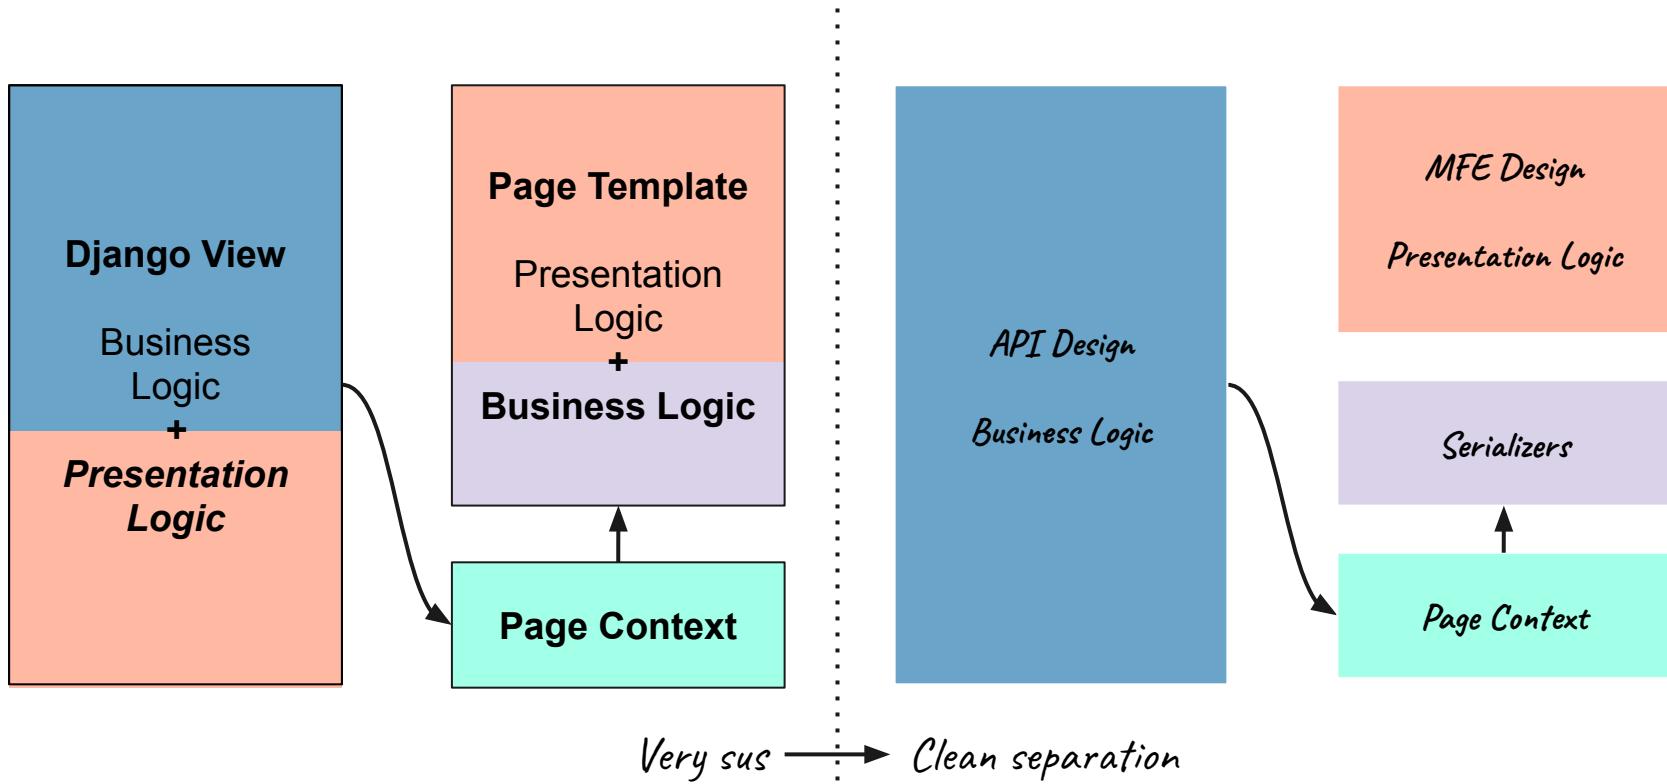 Django View
Business
Logic
+
Presentation
Logic
Page Template
Presentation
Logic
+
Business Logic
Page Context
API Design
Business Logic
MFE Design
Presentation Logic
Serializers
Page Context
Very sus
Clean separation